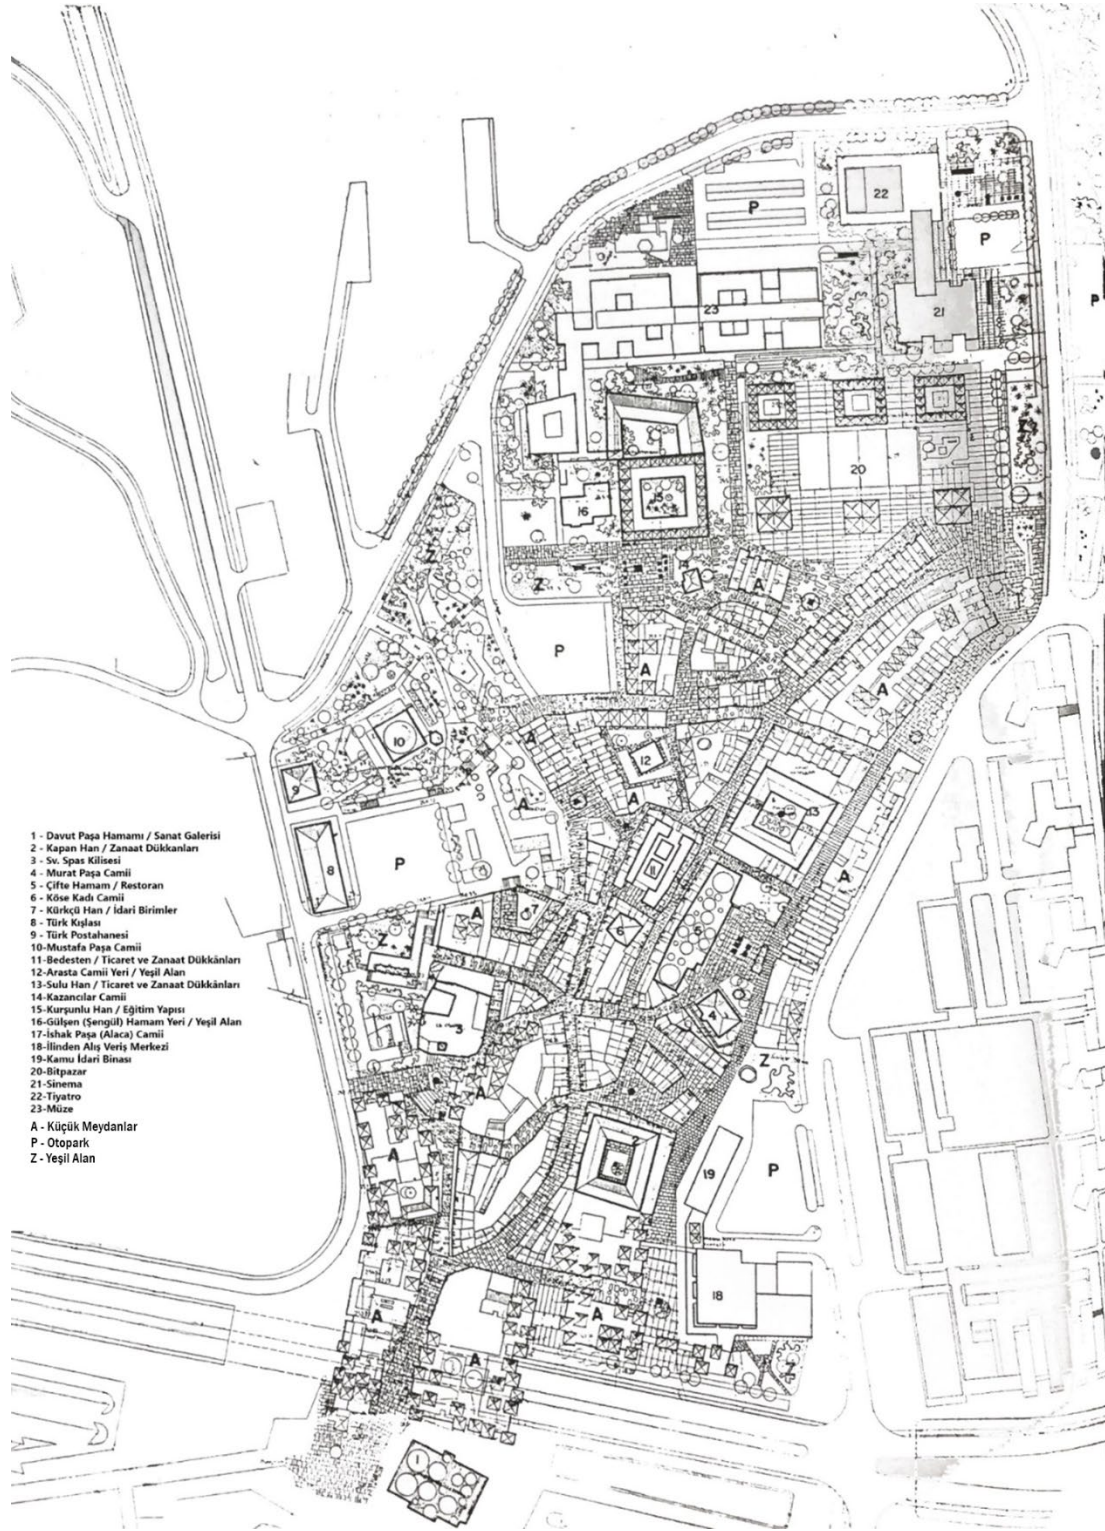 22
P
P
21
P
23
Z
20
15
16
14
Z
A
Z
P
A
A
10
A
12
9
A
A
13
8
P
11
A
7
A
6
5
Z
3
4
A
Z
A
2
19
P
18
A
A
A
Z
1
1 - Davut Paşa Hamamı / Sanat Galerisi
2 - Kapan Han / Zanaat Dükkanları
3 - Sv. Spas Kilisesi
4 - Murat Paşa Camii
5 - Çifte Hamam / Restoran
6 - Köse Kadı Camii
7 - Kürkçü Han / İdari Birimler
8 - Türk Kışlası
9 - Türk Postahanesi
10-Mustafa Paşa Camii
11-Bedesten / Ticaret ve Zanaat Dükkânları
12-Arasta Camii Yeri / Yeşil Alan
13-Sulu Han / Ticaret ve Zanaat Dükkânları
14-Kazancılar Camii
15-Kurşunlu Han / Eğitim Yapısı
16-Gülşen (Şengül) Hamam Yeri / Yeşil Alan
17-İshak Paşa (Alaca) Camii
18-İlinden Alış Veriş Merkezi
19-Kamu İdari Binası
20-Bitpazar
21-Sinema
22-Tiyatro
23-Müze
A - Küçük Meydanlar
P - Otopark
Z - Yeşil Alan